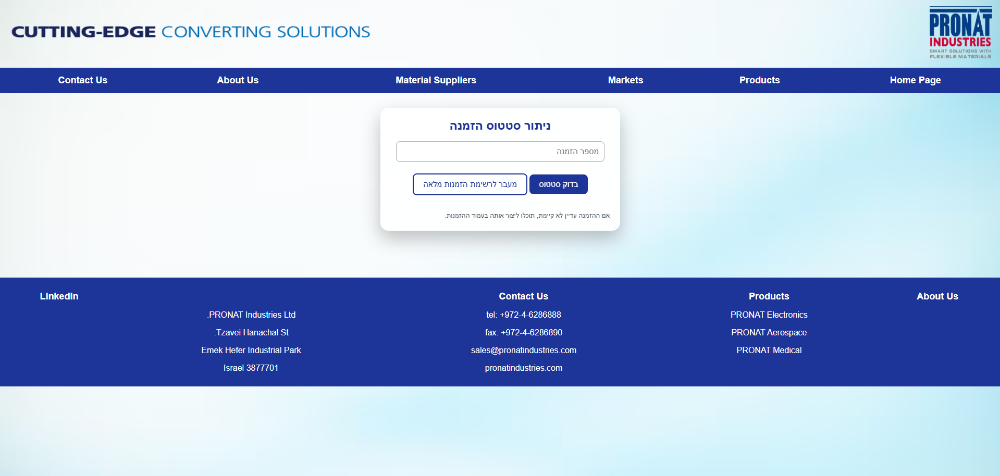 CUTTING-EDGE CONVERTING SOLUTIONS
PRONAT
INDUSTRIES
SMART SOLUTIONS WITH
FLEXIBLE MATERIALS
Home Page
Products
Markets
Material Suppliers
About Us
Contact Us
ניתור סטטוס הזמנה
מספר הזמנה
בדוק סטטוס
מעבר לרשימת הזמנות מלאה
אם ההזמנה עדיין לא קיימת, תוכלו ליצור אותה בעמוד ההזמנות.
About Us
Products
PRONAT Electronics
PRONAT Aerospace
PRONAT Medical
Contact Us
tel: +972-4-6286888
fax: +972-4-6286890
sales@pronatindustries.com
pronatindustries.com
.PRONAT Industries Ltd
.Tzavei Hanachal St
Emek Hefer Industrial Park
Israel 3877701
LinkedIn